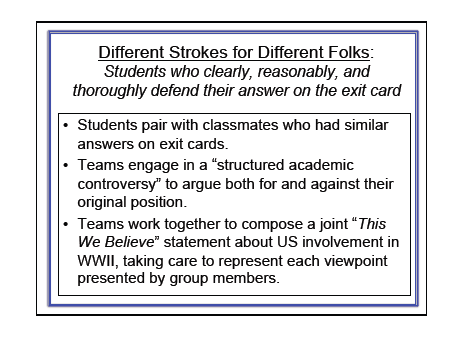 Different Strokes for Different Folks:
Students who clearly, reasonably, and
thoroughly defend their answer on the exit card
• Students pair with classmates who had similar
answers on exit cards.
• Teams engage in a “structured academic
controversy” to argue both for and against their
original position.
• Teams work together to compose a joint “This
We Believe” statement about US involvement in
WWII, taking care to represent each viewpoint
presented by group members.